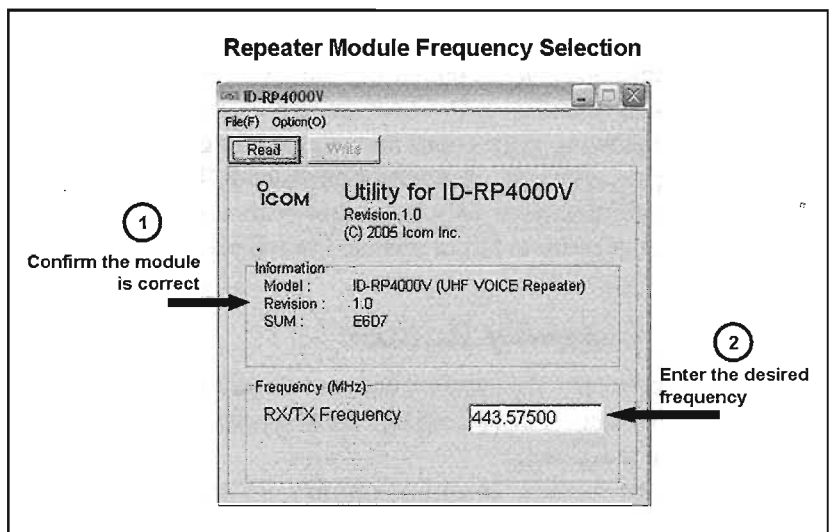 Repeater Module Frequency Selection
ID-RP4000V
File(F) Option(O)
Read Write
ICOM Utility for ID-RP4000V
Revision.1.0
(C) 2005 Icom Inc.
1
Confirm the module
is correct
Information
Model : ID-RP4000V (UHF VOICE Repeater)
Revision : 1.0
SUM : E6D7
2
Enter the desired
frequency
Frequency (MHz)
RX/TX Frequency 443.57500